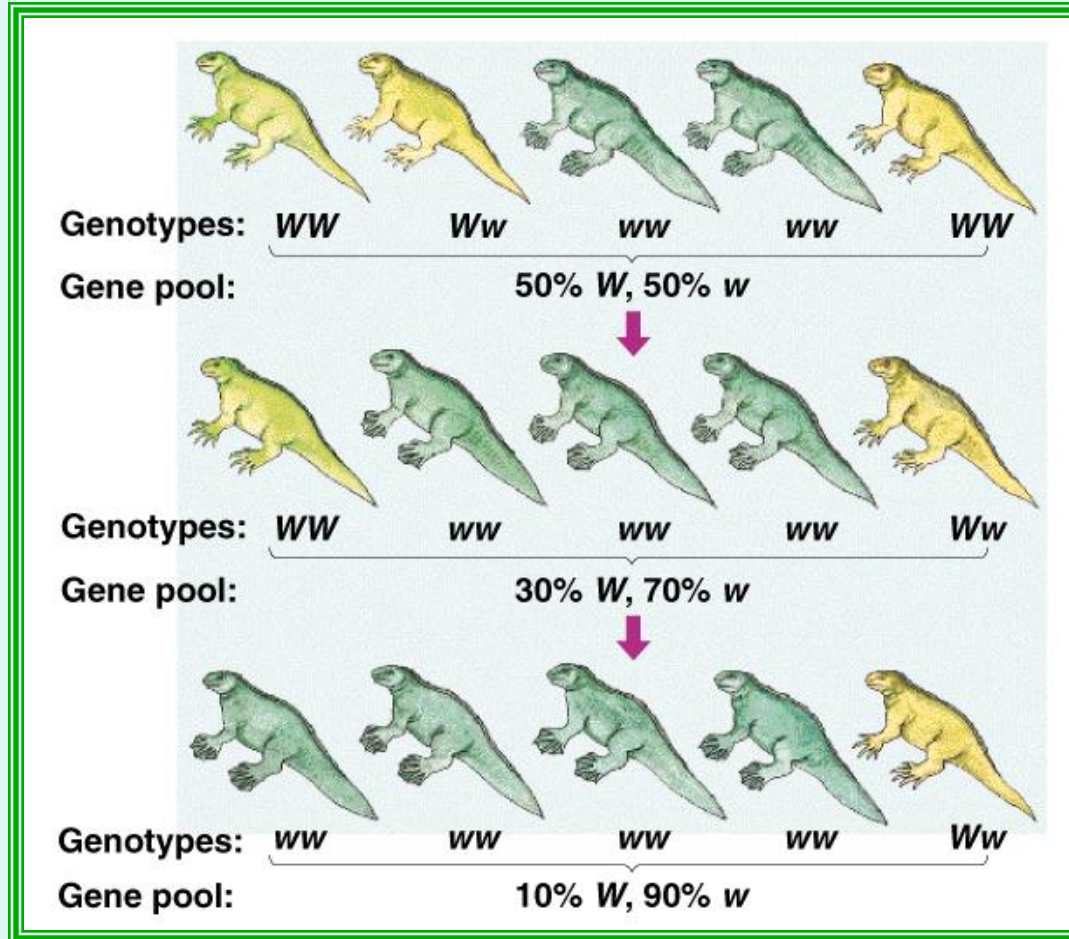 Genotypes: WW Ww ww ww WW
Gene pool: 50% W, 50% w
Genotypes: WW ww ww ww Ww
Gene pool: 30% W, 70% w
Genotypes: ww ww ww ww Ww
Gene pool: 10% W, 90% w